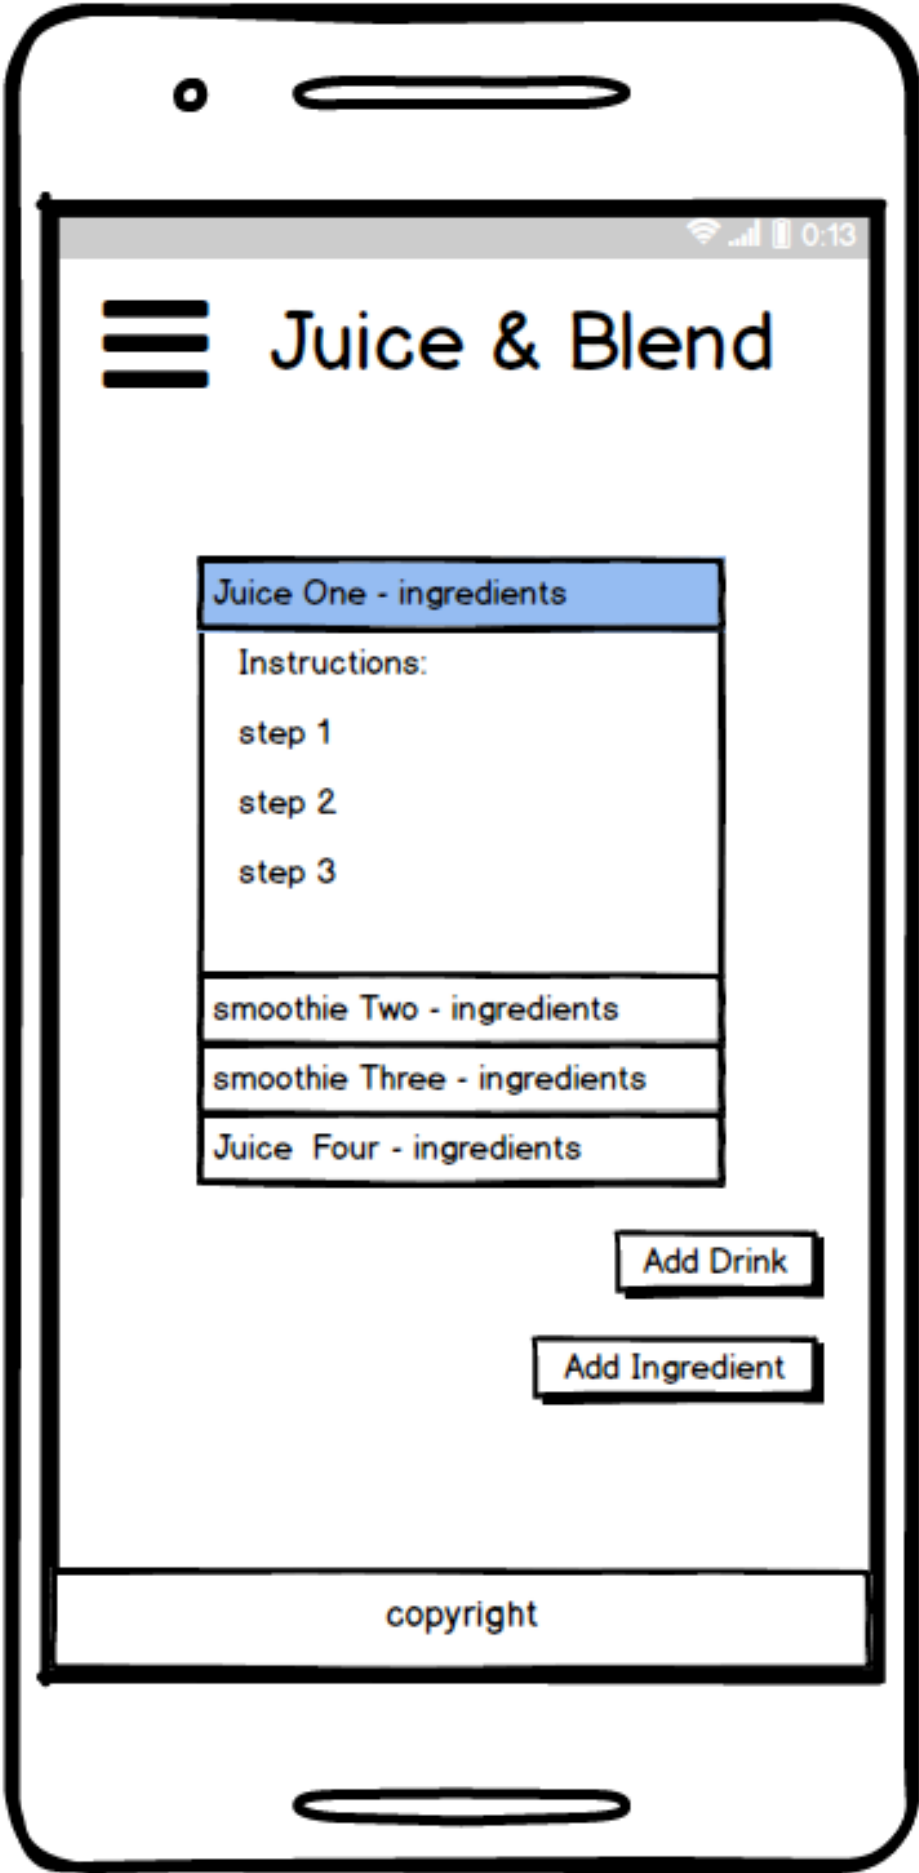 0:13
Juice & Blend
Juice One - ingredients
Instructions:
step 1
step 2
step 3
smoothie Two - ingredients
smoothie Three - ingredients
Juice  Four - ingredients
Add Drink
Add Ingredient
copyright